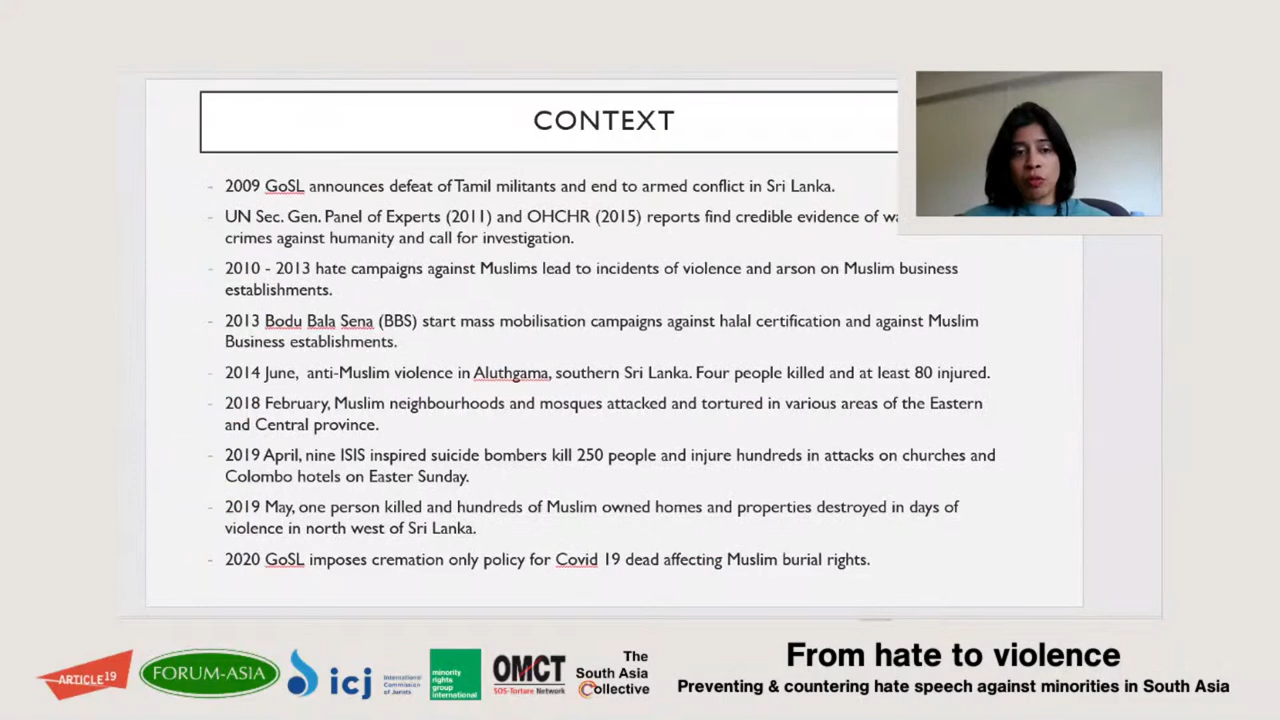 CONTEXT
- 2009 GoSL announces defeat of Tamil militants and end to armed conflict in Sri Lanka.
- UN Sec. Gen. Panel of Experts (2011) and OHCHR (2015) reports find credible evidence of
crimes against humanity and call for investigation.
- 2010 - 2013 hate campaigns against Muslims lead to incidents of violence and arson on Muslim business
establishments.
- 2013 Bodu Bala Sena (BBS) start mass mobilisation campaigns against halal certification and against Muslim
Business establishments.
- 2014 June, anti-Muslim violence in Aluthgama, southern Sri Lanka. Four people killed and at least 80 injured.
- 2018 February, Muslim neighbourhoods and mosques attacked and tortured in various areas of the Eastern
and Central province.
- 2019 April, nine ISIS inspired suicide bombers kill 250 people and injure hundreds in attacks on churches and
Colombo hotels on Easter Sunday.
- 2019 May, one person killed and hundreds of Muslim owned homes and properties destroyed in days of
violence in north west of Sri Lanka.
- 2020 GoSL imposes cremation only policy for Covid 19 dead affecting Muslim burial rights.
ARTICLE 19
FORUM-ASIA
icj
International
Commission
of Jurists
minority
rights
group
international
OMCT
SOS-Torture Network
The
South Asia
Collective
From hate to violence
Preventing & countering hate speech against minorities in South Asia